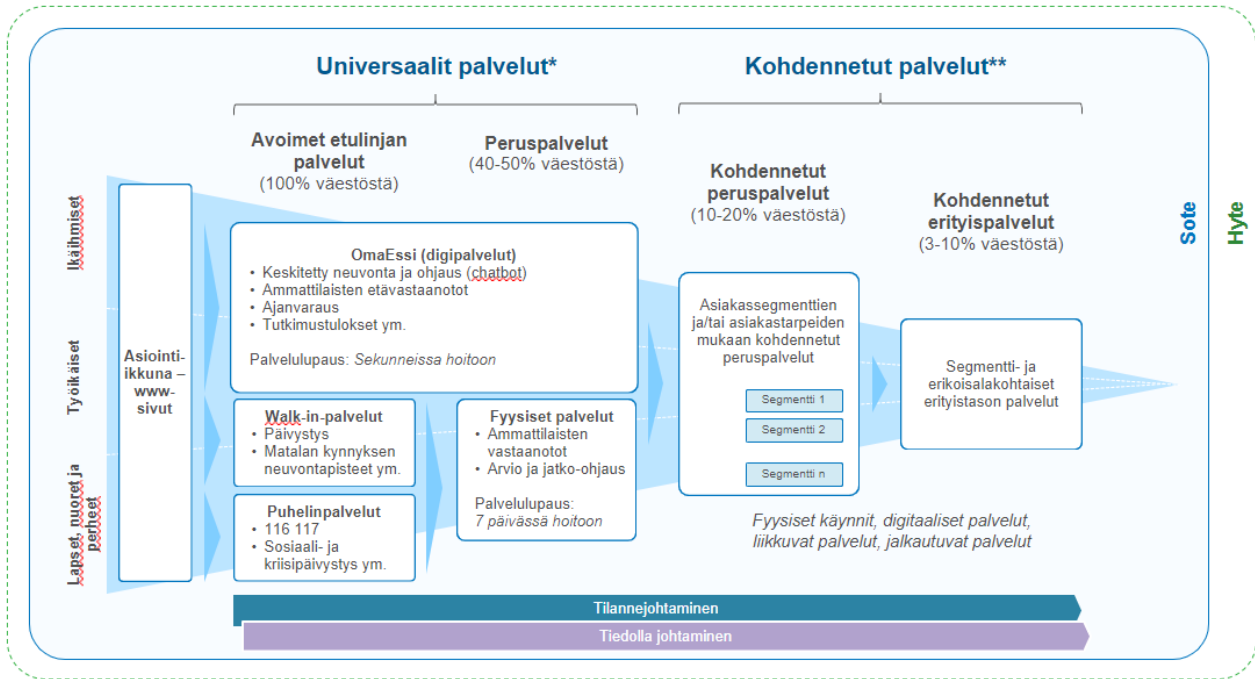 Universaalit palvelut*
Kohdennetut palvelut**
Avoimet etulinjan
palvelut
(100% väestöstä)
Peruspalvelut
(40-50% väestöstä)
Kohdennetut
peruspalvelut
(10-20% väestöstä)
Kohdennetut
erityispalvelut
(3-10% väestöstä)
Sote
Hyte
Ikäihmiset
Työikäiset
Lapset, nuoret ja
perheet
Asiointi-
ikkuna –
www-
sivut
OmaEssi (digipalvelut)
• Keskitetty neuvonta ja ohjaus (chatbot)
• Ammattilaisten etävastaanotot
• Ajanvaraus
• Tutkimustulokset ym.
Palvelulupaus: Sekunneissa hoitoon
Walk-in-palvelut
• Päivystys
• Matalan kynnyksen
neuvontapisteet ym.
Puhelinpalvelut
• 116 117
• Sosiaali- ja
kriisipäivystys ym.
Fyysiset palvelut
• Ammattilaisten
vastaanotot
• Arvio ja jatko-ohjaus
Palvelulupaus:
7 päivässä hoitoon
Asiakassegmenttien
ja/tai asiakastarpeiden
mukaan kohdennetut
peruspalvelut
Segmentti 1
Segmentti 2
Segmentti n
Segmentti- ja
erikoisalakohtaiset
erityistason palvelut
Fyysiset käynnit, digitaaliset palvelut,
liikkuvat palvelut, jalkautuvat palvelut
Tilannejohtaminen
Tiedolla johtaminen